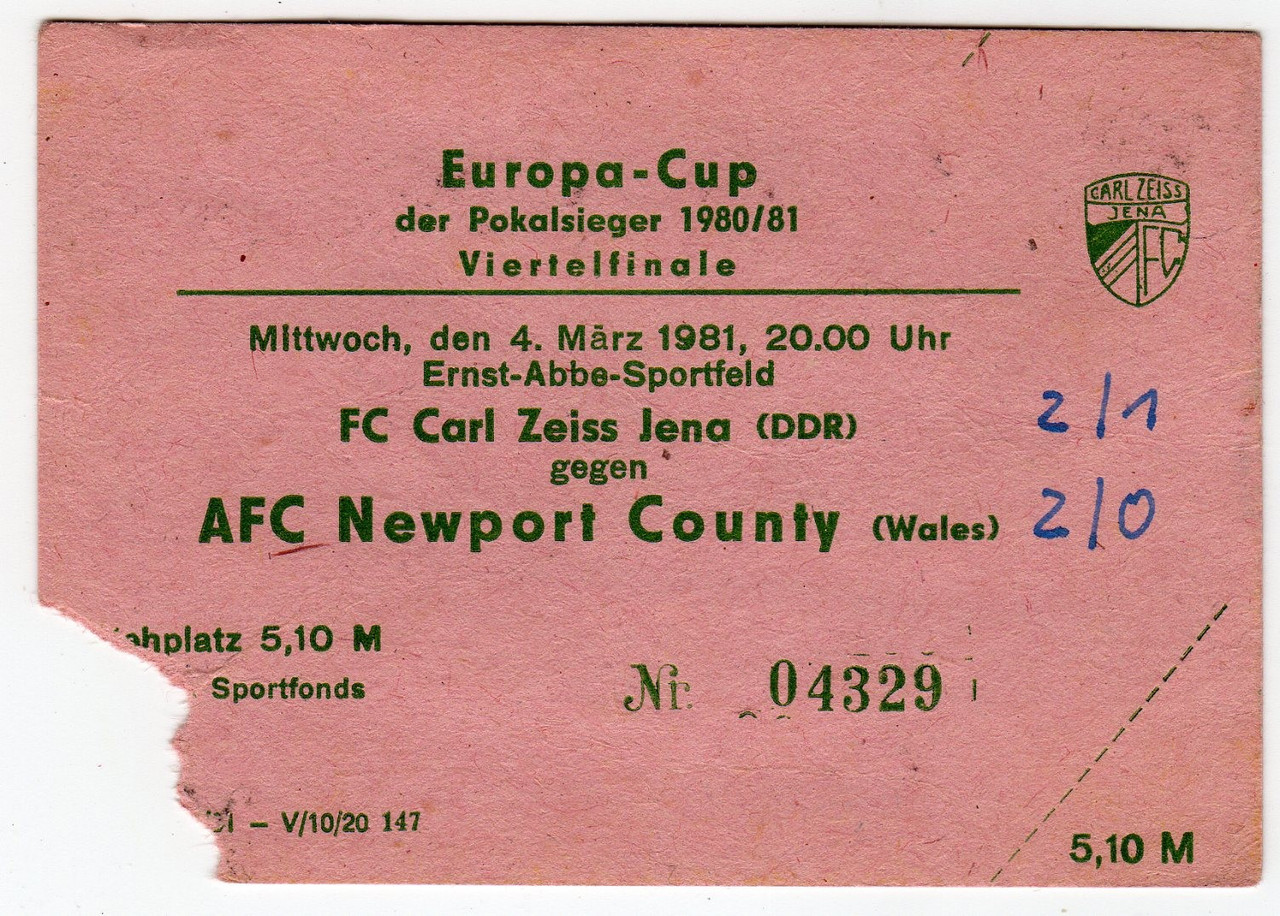 Europa-Cup
der Pokalsieger 1980/81
Viertelfinale
CARL ZEISS
JENA
FC
Mittwoch, den 4. März 1981, 20.00 Uhr
Ernst-Abbe-Sportfeld
FC Carl Zeiss Jena (DDR) 2/1
gegen
AFC Newport County (Wales) 2/0
5,10 M
Sportfonds
Nr. 04329
– V/10/20 147
5,10 M